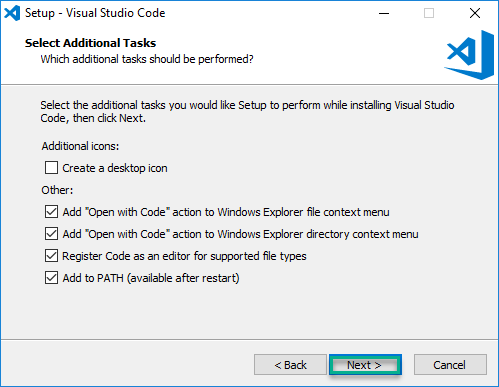 Setup - Visual Studio Code
Select Additional Tasks
Which additional tasks should be performed?
Select the additional tasks you would like Setup to perform while installing Visual Studio
Code, then click Next.
Additional icons:
Create a desktop icon
Other:
Add "Open with Code" action to Windows Explorer file context menu
Add "Open with Code" action to Windows Explorer directory context menu
Register Code as an editor for supported file types
Add to PATH (available after restart)
< Back Next > Cancel